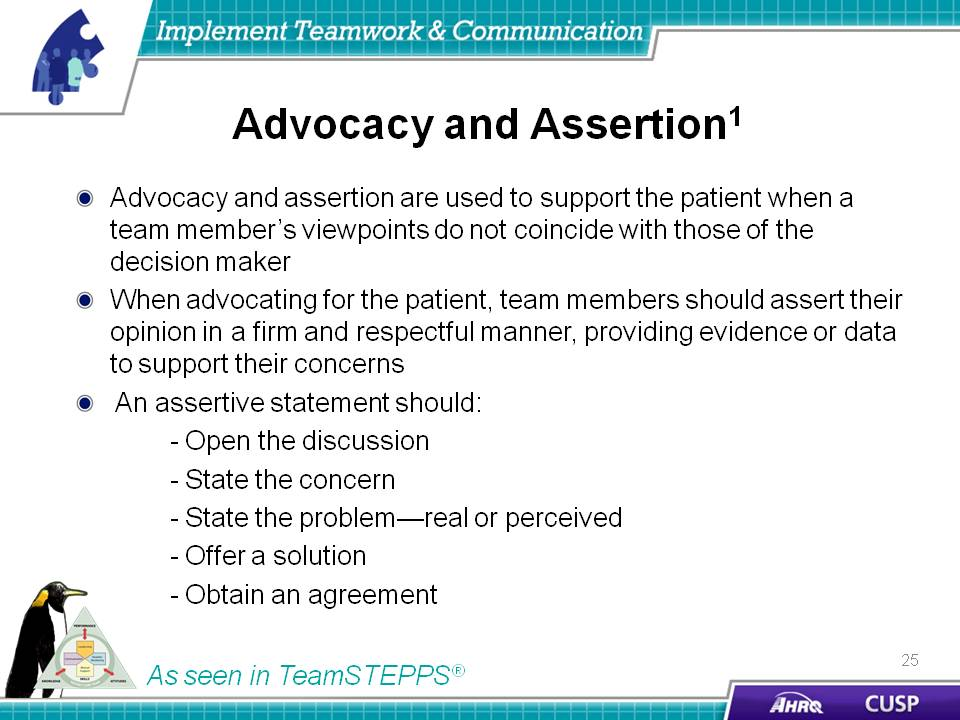 Implement Teamwork & Communication
Advocacy and Assertion¹
Advocacy and assertion are used to support the patient when a
team member’s viewpoints do not coincide with those of the
decision maker
When advocating for the patient, team members should assert their
opinion in a firm and respectful manner, providing evidence or data
to support their concerns
An assertive statement should:
- Open the discussion
- State the concern
- State the problem—real or perceived
- Offer a solution
- Obtain an agreement
PERFORMANCE
KNOWLEDGE
SKILLS
ATTITUDES
As seen in TeamSTEPPS®
25
AHRQ
CUSP